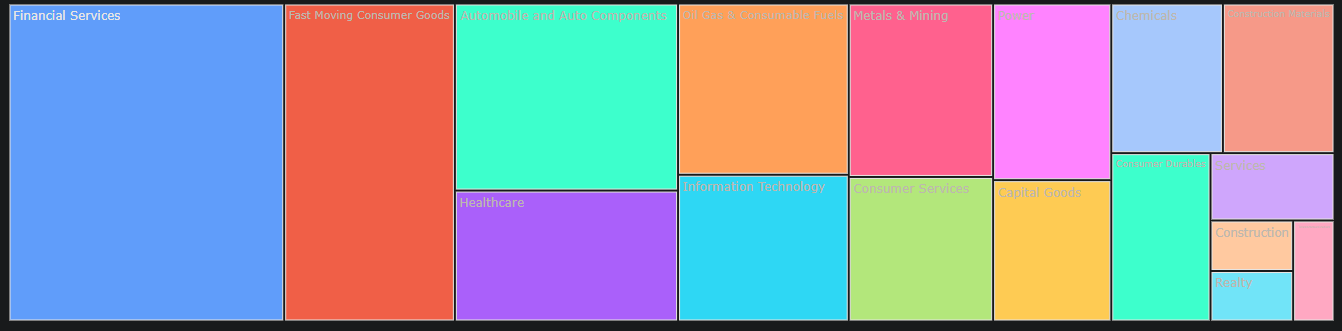 Financial Services
Fast Moving Consumer Goods
Automobile and Auto Components
Oil Gas & Consumable Fuels
Metals & Mining
Power
Chemicals
Construction Materials
Healthcare
Information Technology
Consumer Services
Capital Goods
Consumer Durables
Services
Construction
Realty